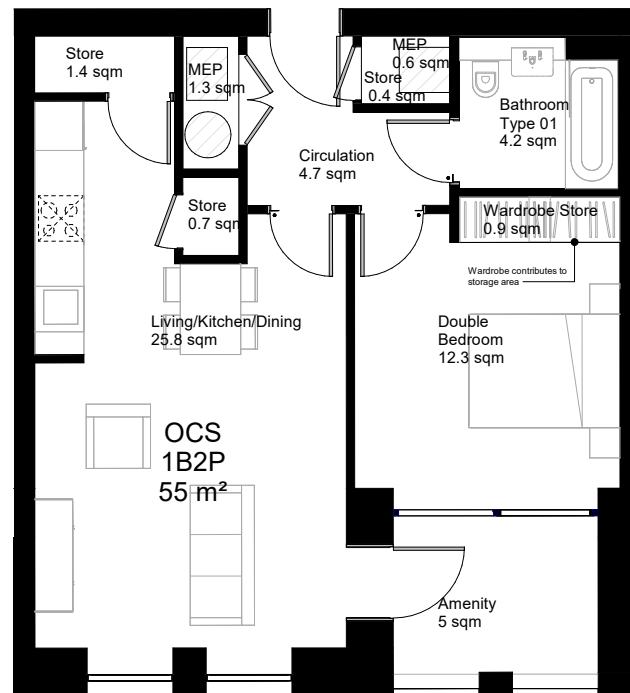 Store
1.4 sqm
MEP
1.3 sqm
MEP
0.6 sqm
Store
0.4 sqm
Bathroom
Type 01
4.2 sqm
Circulation
4.7 sqm
Store
0.7 sqm
Wardrobe Store
0.9 sqm
Wardrobe contributes to
storage area
Living/Kitchen/Dining
25.8 sqm
Double
Bedroom
12.3 sqm
OCS
1B2P
55 m²
Amenity
5 sqm